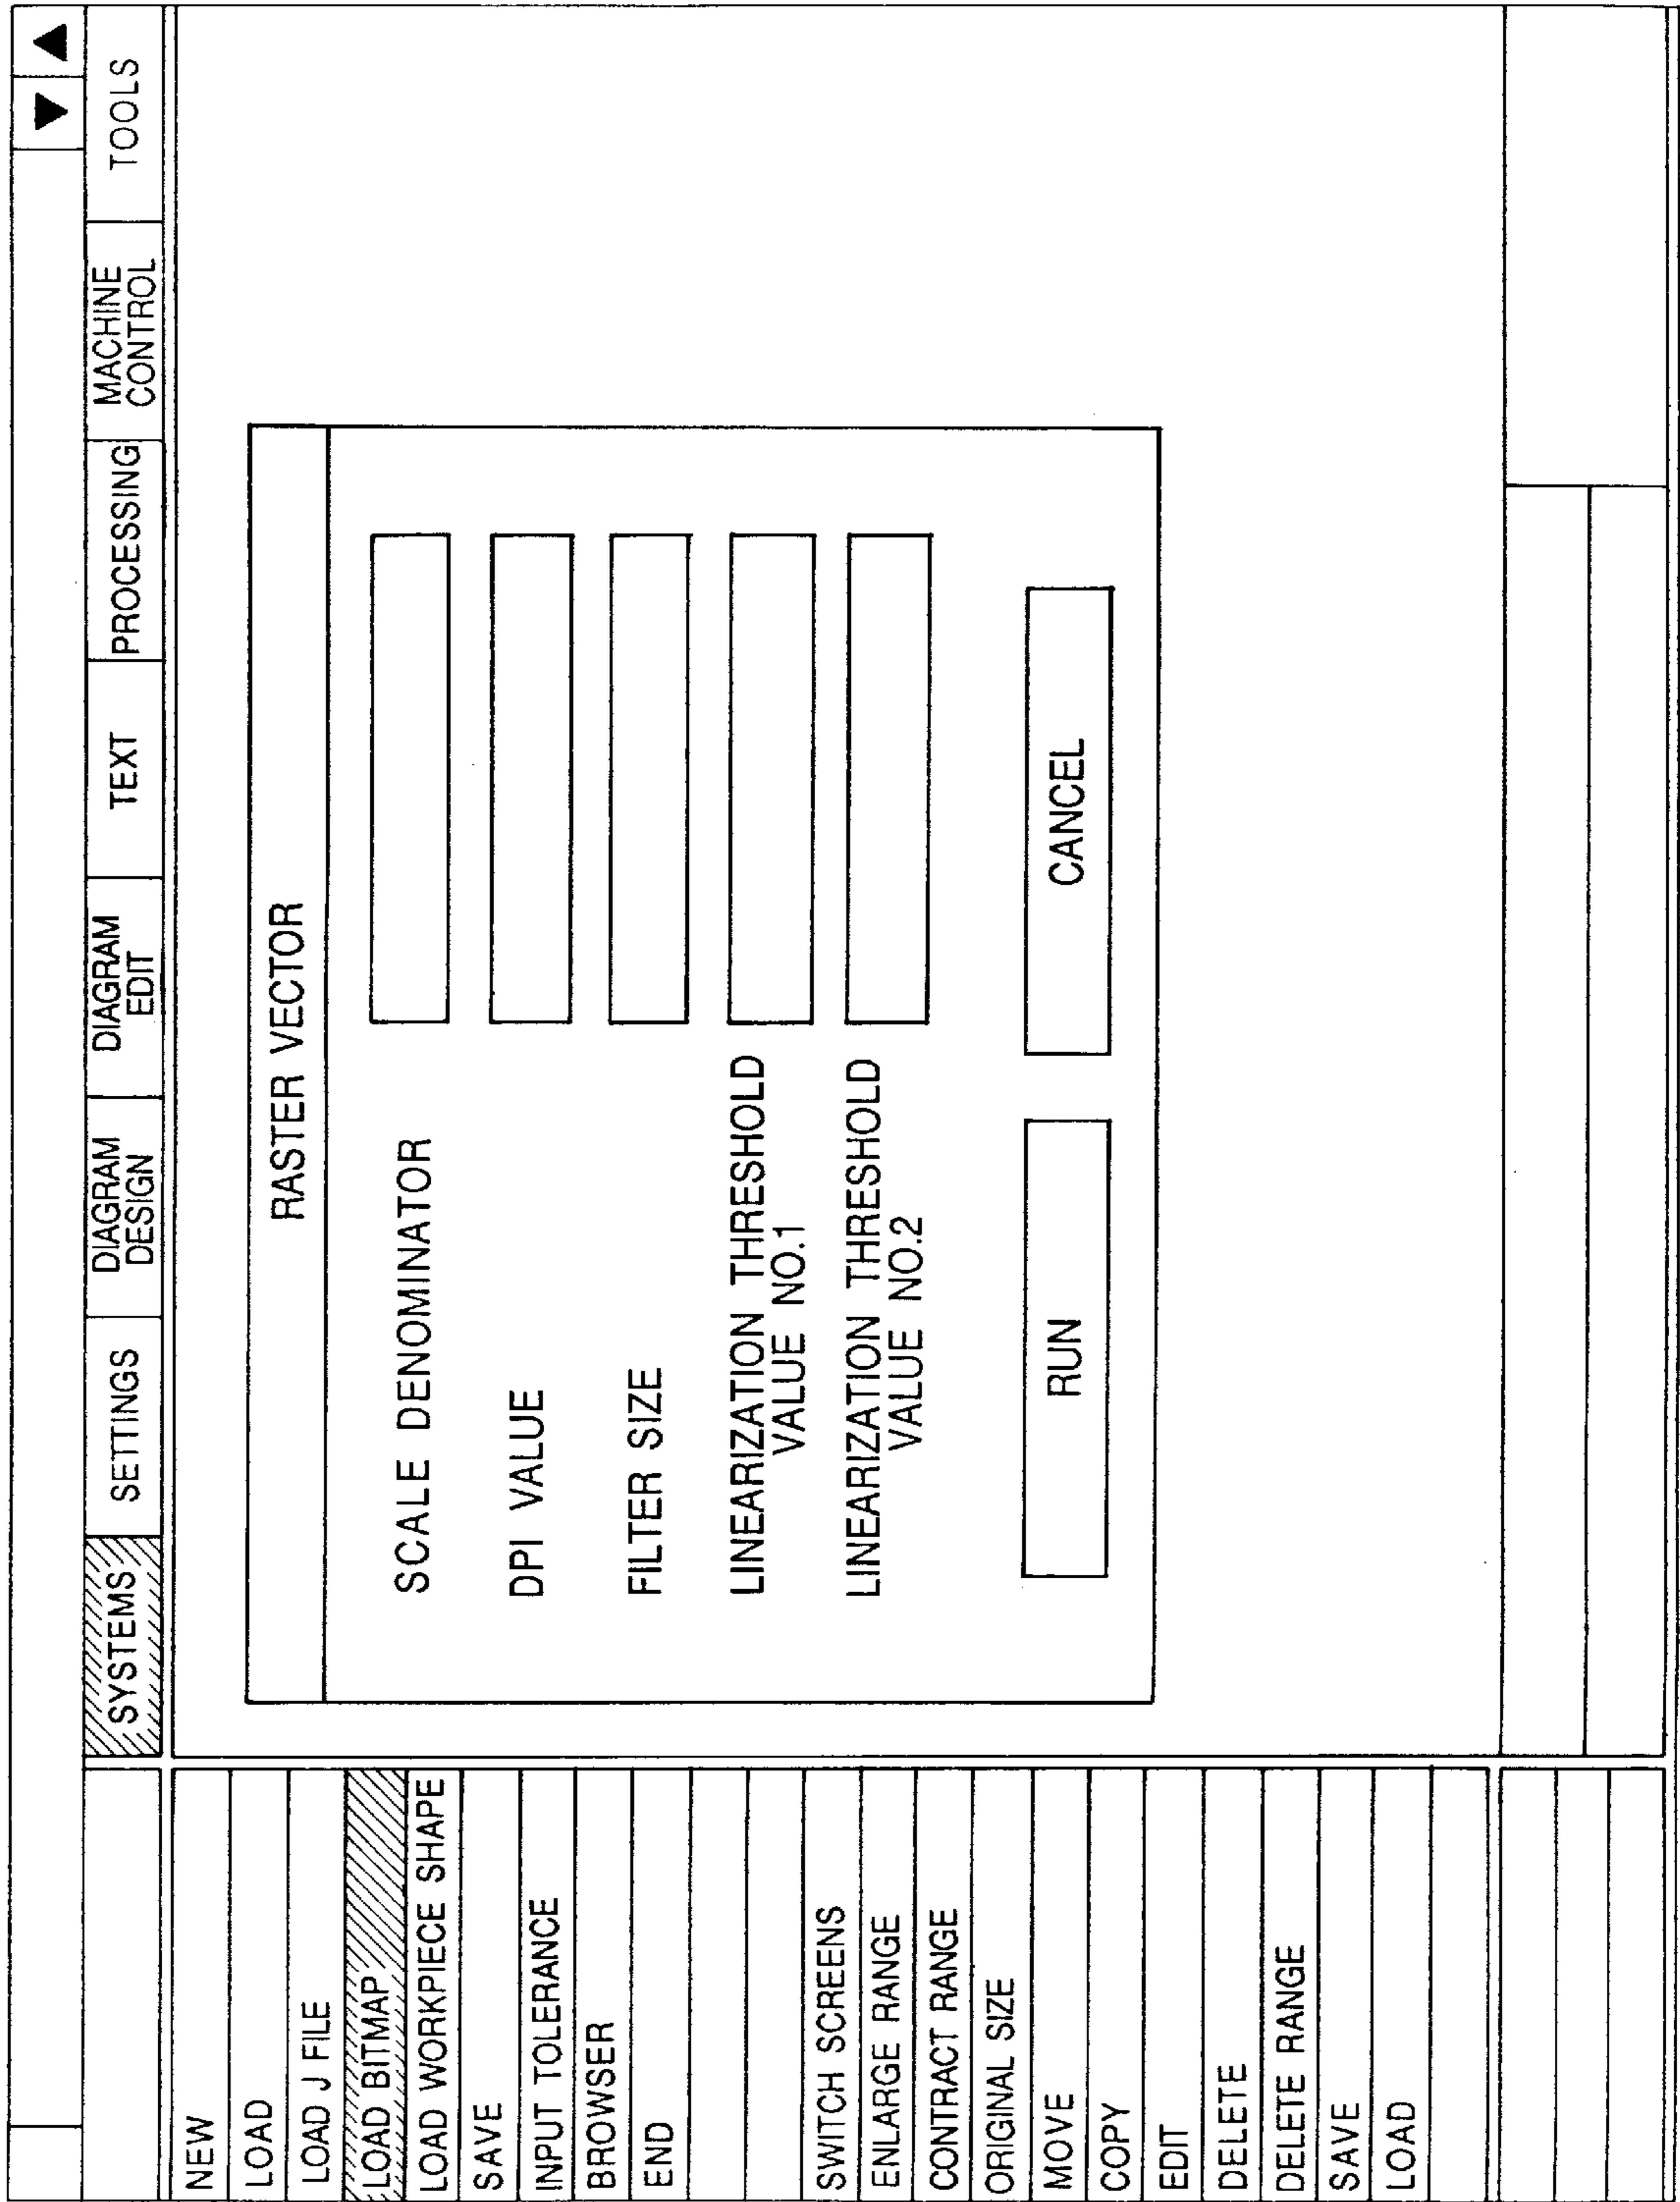 SYSTEMS
SETTINGS
DIAGRAM
DESIGN
DIAGRAM
EDIT
TEXT
PROCESSING
MACHINE
CONTROL
TOOLS
NEW
LOAD
LOAD J FILE
LOAD BITMAP
LOAD WORKPIECE SHAPE
SAVE
INPUT TOLERANCE
BROWSER
END
SWITCH SCREENS
ENLARGE RANGE
CONTRACT RANGE
ORIGINAL SIZE
MOVE
COPY
EDIT
DELETE
DELETE RANGE
SAVE
LOAD
RASTER VECTOR
SCALE DENOMINATOR
DPI VALUE
FILTER SIZE
LINEARIZATION THRESHOLD
VALUE NO.1
LINEARIZATION THRESHOLD
VALUE NO.2
RUN
CANCEL